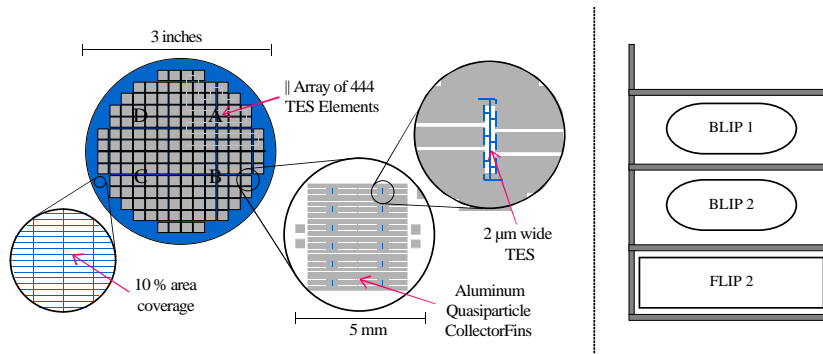 3 inches
|| Array of 444
TES Elements
D
A
C
B
10 % area
coverage
5 mm
2 μm wide
TES
Aluminum
Quasiparticle
CollectorFins
BLIP 1
BLIP 2
FLIP 2